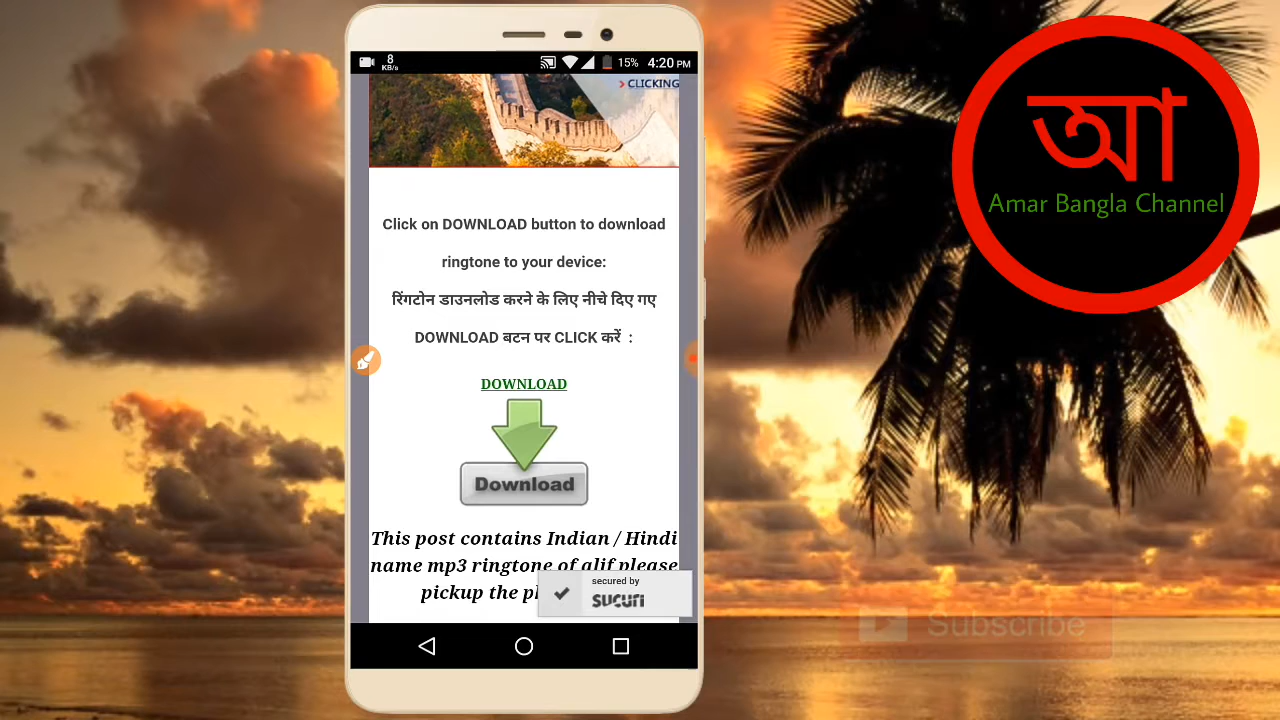 8
KB/s
15%
4:20 PM
CLICKING
Click on DOWNLOAD button to download
ringtone to your device:
रिंगटोन डाउनलोड करने के लिए नीचे दिए गए
DOWNLOAD बटन पर CLICK करें :
DOWNLOAD
Download
This post contains Indian / Hindi
name mp3 ringtone of alif please
pickup the
secured by
sucuri
আ
Amar Bangla Channel
Subscribe